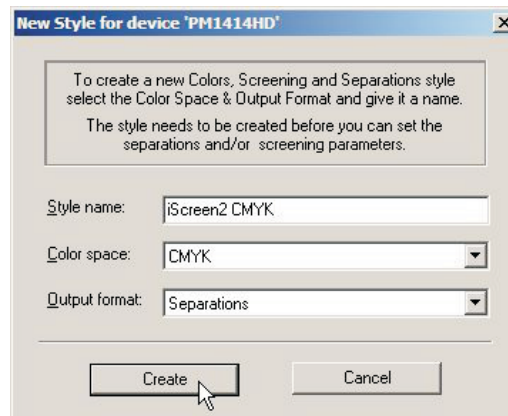 New Style for device 'PM1414HD'
To create a new Colors, Screening and Separations style
select the Color Space & Output Format and give it a name.
The style needs to be created before you can set the
separations and/or screening parameters.
Style name: iScreen2 CMYK
Color space: CMYK
Output format: Separations
Create Cancel